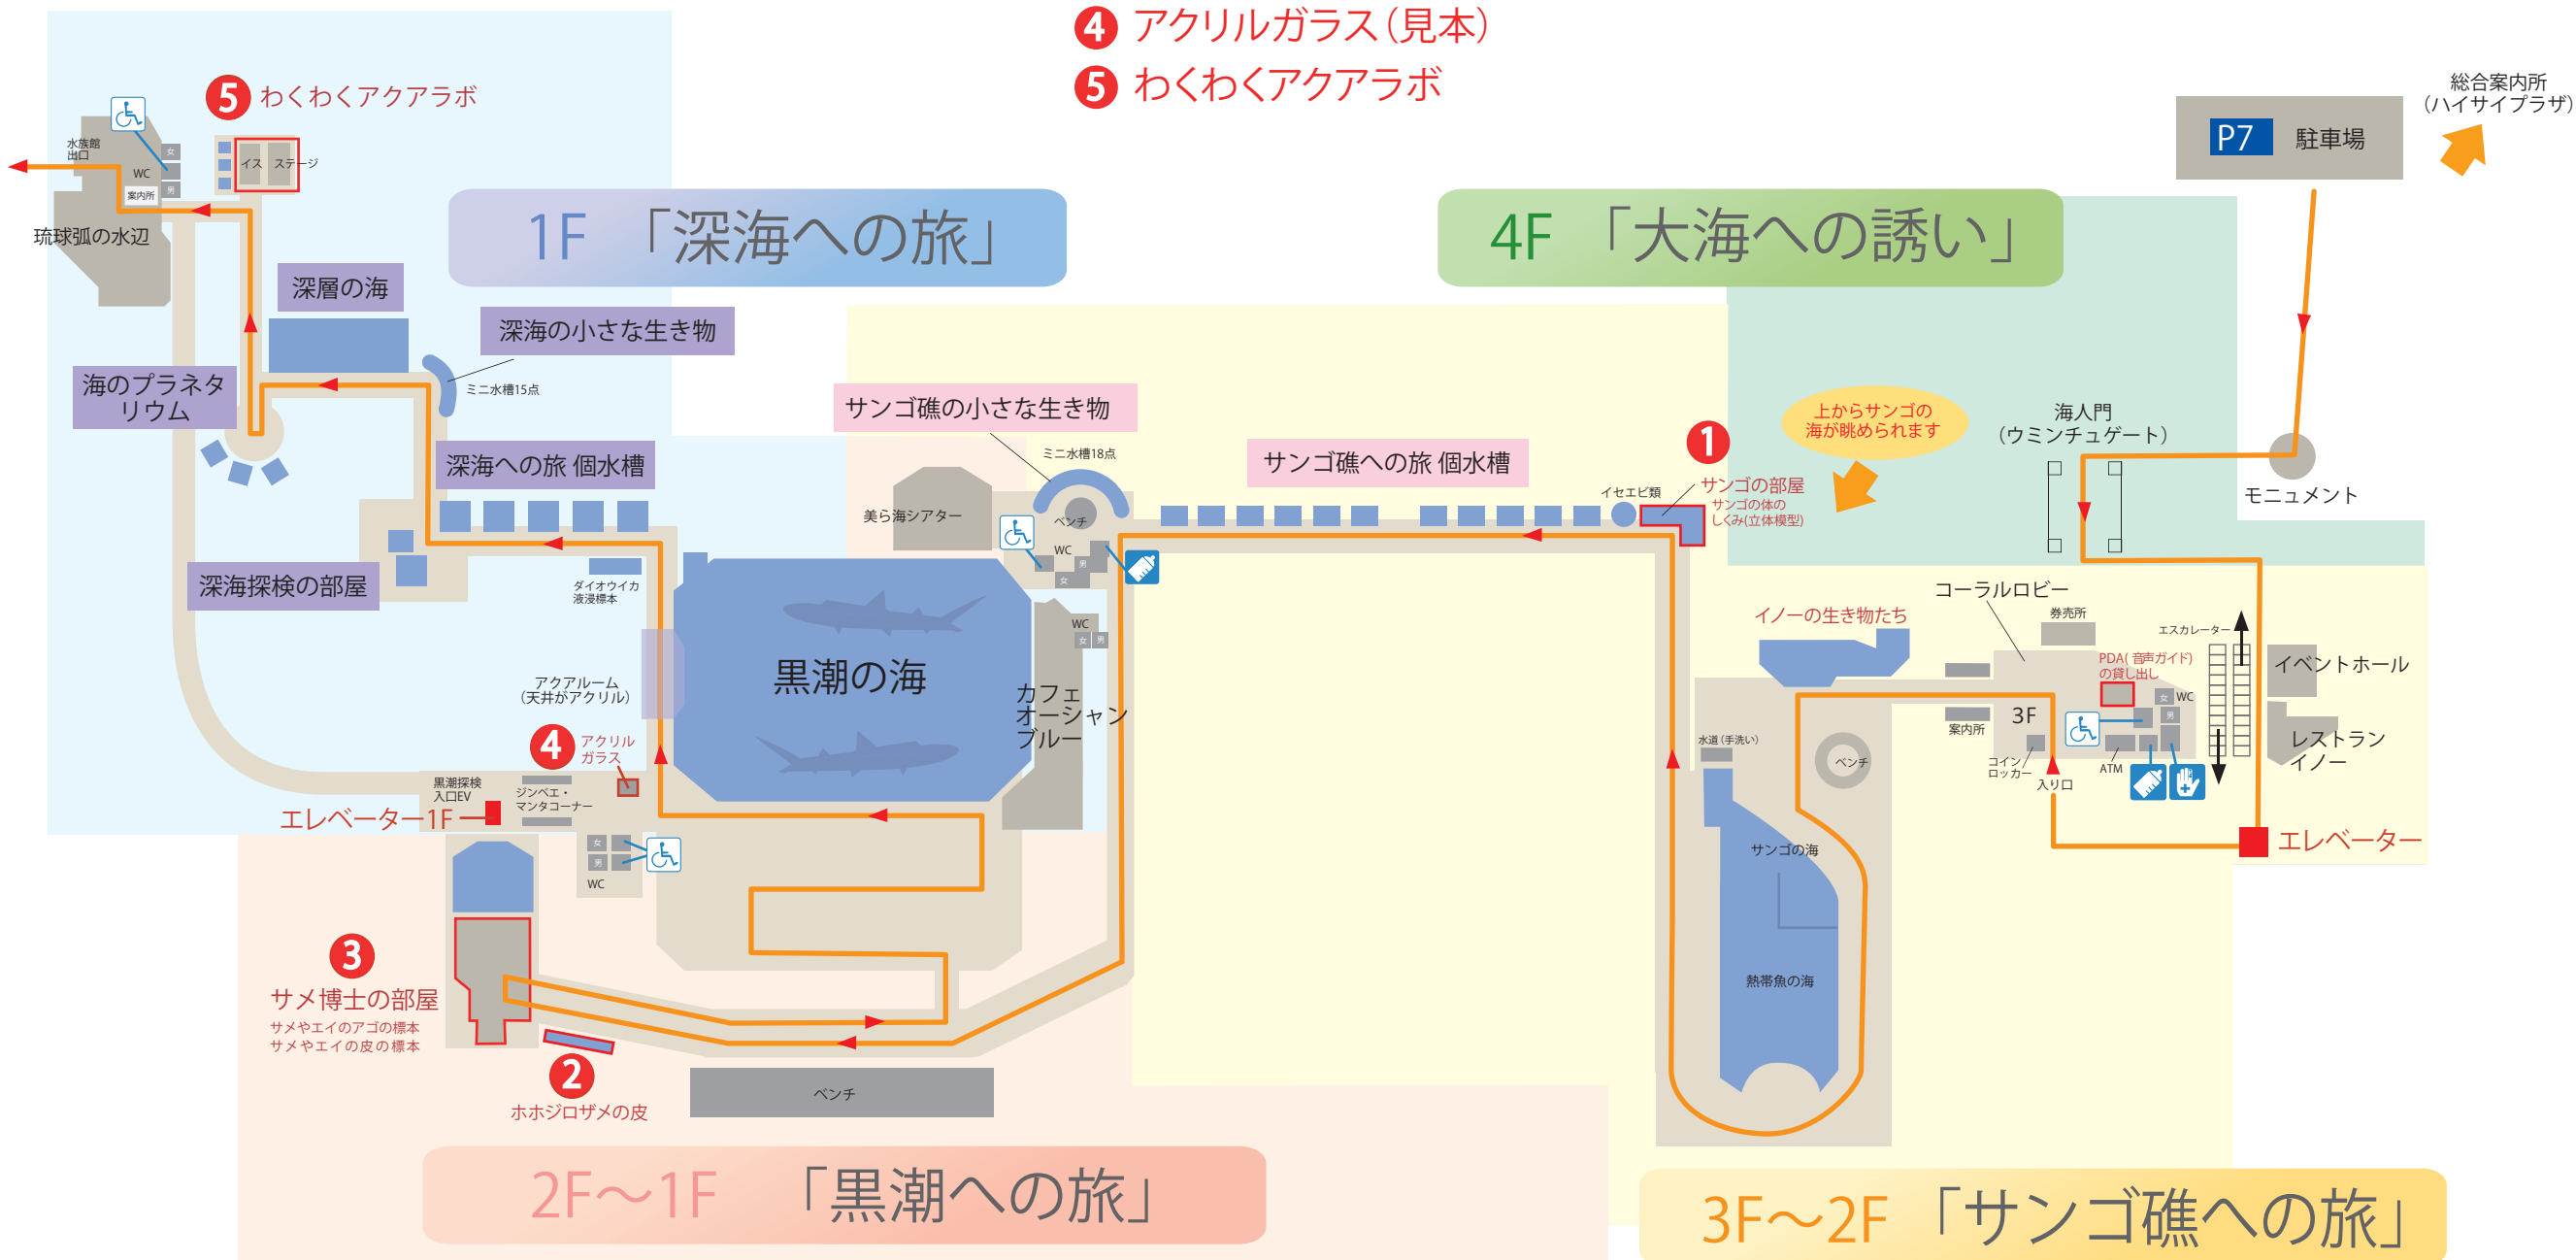 4 アクリルガラス（見本）
5 わくわくアクアラボ
総合案内所
（ハイサイプラザ）
P7 駐車場
5 わくわくアクアラボ
水族館
出口
WC
女
男
案内所
イス ステージ
琉球弧の水辺
1F 「深海への旅」
4F 「大海への誘い」
深層の海
深海の小さな生き物
ミニ水槽15点
海のプラネタ
リウム
深海への旅 個水槽
深海探検の部屋
ダイオウイカ
液浸標本
サンゴ礁の小さな生き物
ミニ水槽18点
美ら海シアター
ベンチ
WC
男
女
サンゴ礁への旅 個水槽
イセエビ類
1
サンゴの部屋
サンゴの体の
しくみ(立体模型)
上からサンゴの
海が眺められます
海人門
（ウミンチュゲート）
モニュメント
黒潮の海
WC
女 男
カフェ
オーシャン
ブルー
アクアルーム
（天井がアクリル）
4 アクリル
ガラス
黒潮探検
入口EV
ジンベエ・
マンタコーナー
エレベーター1F
女
男
WC
3
サメ博士の部屋
サメやエイのアゴの標本
サメやエイの皮の標本
2
ホホジロザメの皮
ベンチ
イノーの生き物たち
コーラルロビー
券売所
エスカレーター
PDA(音声ガイド)
の貸し出し
女 WC
男
イベントホール
レストラン
イノー
3F
案内所
コイン
ロッカー
入り口
ATM
水道（手洗い）
ベンチ
エレベーター
サンゴの海
熱帯魚の海
2F～1F 「黒潮への旅」
3F～2F 「サンゴ礁への旅」